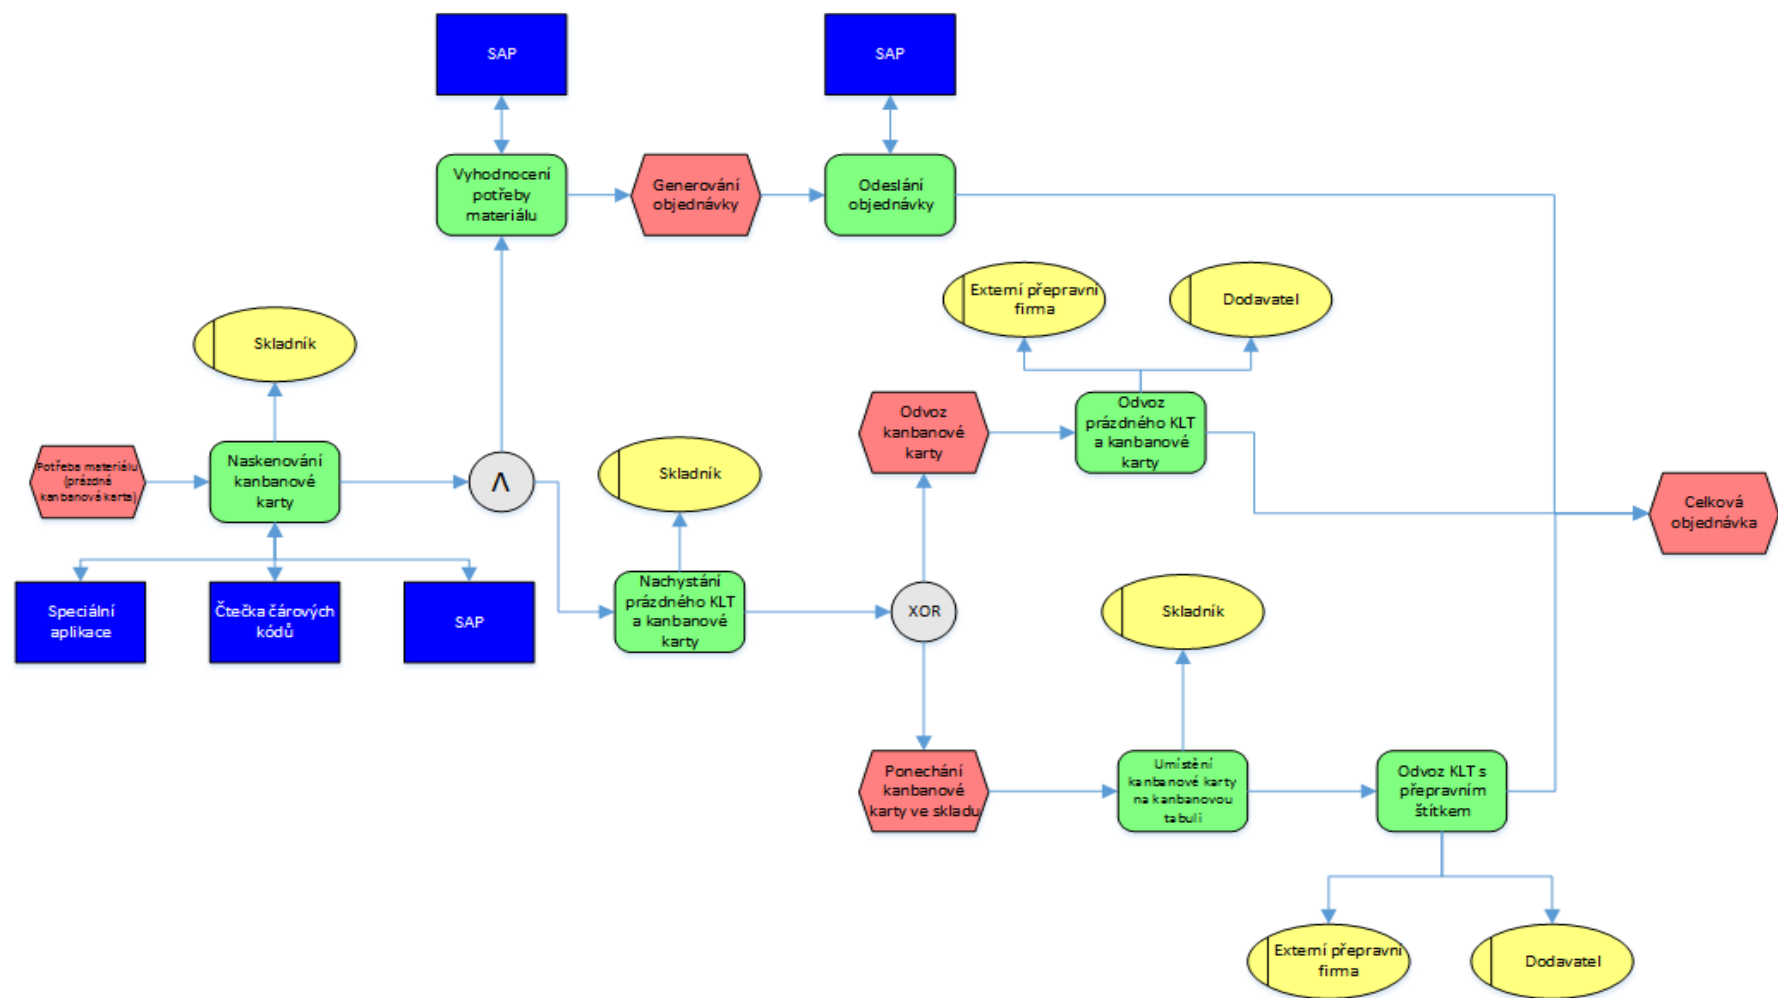 SAP
SAP
Vyhodnocení
potřeby
materiálu
Generování
objednávky
Odeslání
objednávky
Externí přepravní
firma
Dodavatel
Skladník
Odvoz
kanbanové
karty
Odvoz
prázdného KLT
a kanbanové
karty
Potřeba materiálu
(prázdná
kanbanová karta)
Naskenování
kanbanové
karty
Λ
Skladník
Celková
objednávka
Speciální
aplikace
Čtečka čárových
kódů
SAP
Nachystání
prázdného KLT
a kanbanové
karty
XOR
Skladník
Ponechání
kanbanové
karty ve skladu
Umístění
kanbanové karty
na kanbanovou
tabuli
Odvoz KLT s
přepravním
štítkem
Externí přepravní
firma
Dodavatel